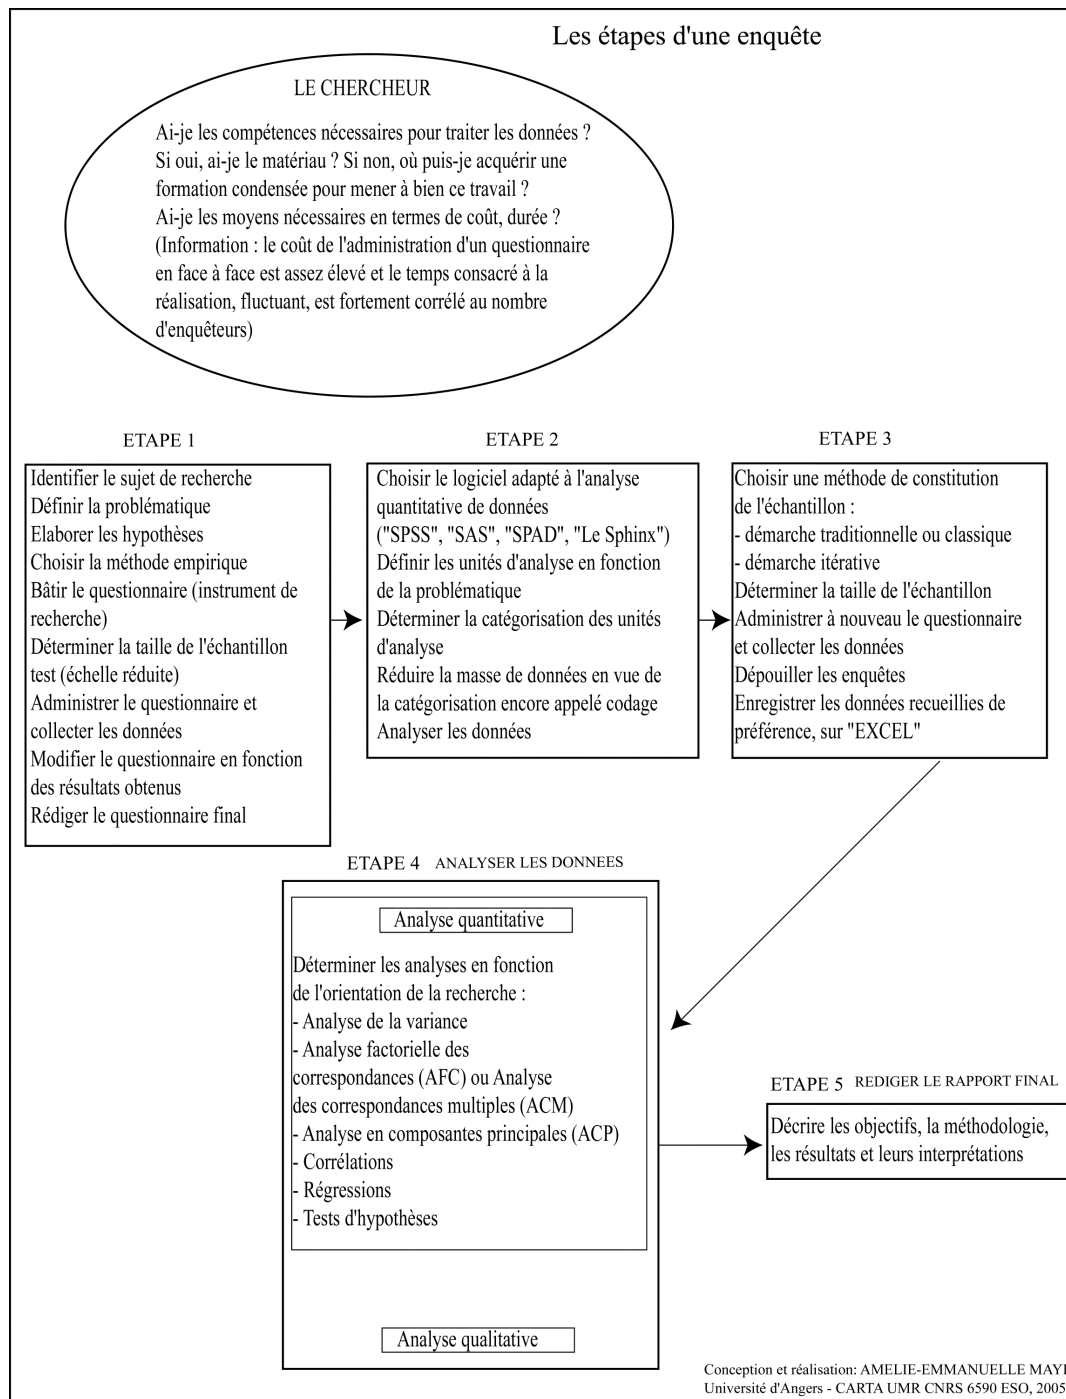 Les étapes d'une enquête
LE CHERCHEUR
Ai-je les compétences nécessaires pour traiter les données ?
Si oui, ai-je le matériau ? Si non, où puis-je acquérir une
formation condensée pour mener à bien ce travail ?
Ai-je les moyens nécessaires en termes de coût, durée ?
(Information : le coût de l'administration d'un questionnaire
en face à face est assez élevé et le temps consacré à la
réalisation, fluctuant, est fortement corrélé au nombre
d'enquêteurs)
ETAPE 1
Identifier le sujet de recherche
Définir la problématique
Elaborer les hypothèses
Choisir la méthode empirique
Bâtir le questionnaire (instrument de
recherche)
Déterminer la taille de l'échantillon
test (échelle réduite)
Administrer le questionnaire et
collecter les données
Modifier le questionnaire en fonction
des résultats obtenus
Rédiger le questionnaire final
ETAPE 2
Choisir le logiciel adapté à l'analyse
quantitative de données
("SPSS", "SAS", "SPAD", "Le Sphinx")
Définir les unités d'analyse en fonction
de la problématique
Déterminer la catégorisation des unités
d'analyse
Réduire la masse de données en vue de
la catégorisation encore appelé codage
Analyser les données
ETAPE 3
Choisir une méthode de constitution
de l'échantillon :
- démarche traditionnelle ou classique
- démarche itérative
Déterminer la taille de l'échantillon
Administrer à nouveau le questionnaire
et collecter les données
Dépouiller les enquêtes
Enregistrer les données recueillies de
préférence, sur "EXCEL"
ETAPE 4 ANALYSER LES DONNEES
Analyse quantitative
Déterminer les analyses en fonction
de l'orientation de la recherche :
- Analyse de la variance
- Analyse factorielle des
correspondances (AFC) ou Analyse
des correspondances multiples (ACM)
- Analyse en composantes principales (ACP)
- Corrélations
- Régressions
- Tests d'hypothèses
Analyse qualitative
ETAPE 5 REDIGER LE RAPPORT FINAL
Décrire les objectifs, la méthodologie,
les résultats et leurs interprétations
Conception et réalisation: AMELIE-EMMANUELLE
Université d'Angers - CARTA UMR CNRS 6590 ESO, 2005